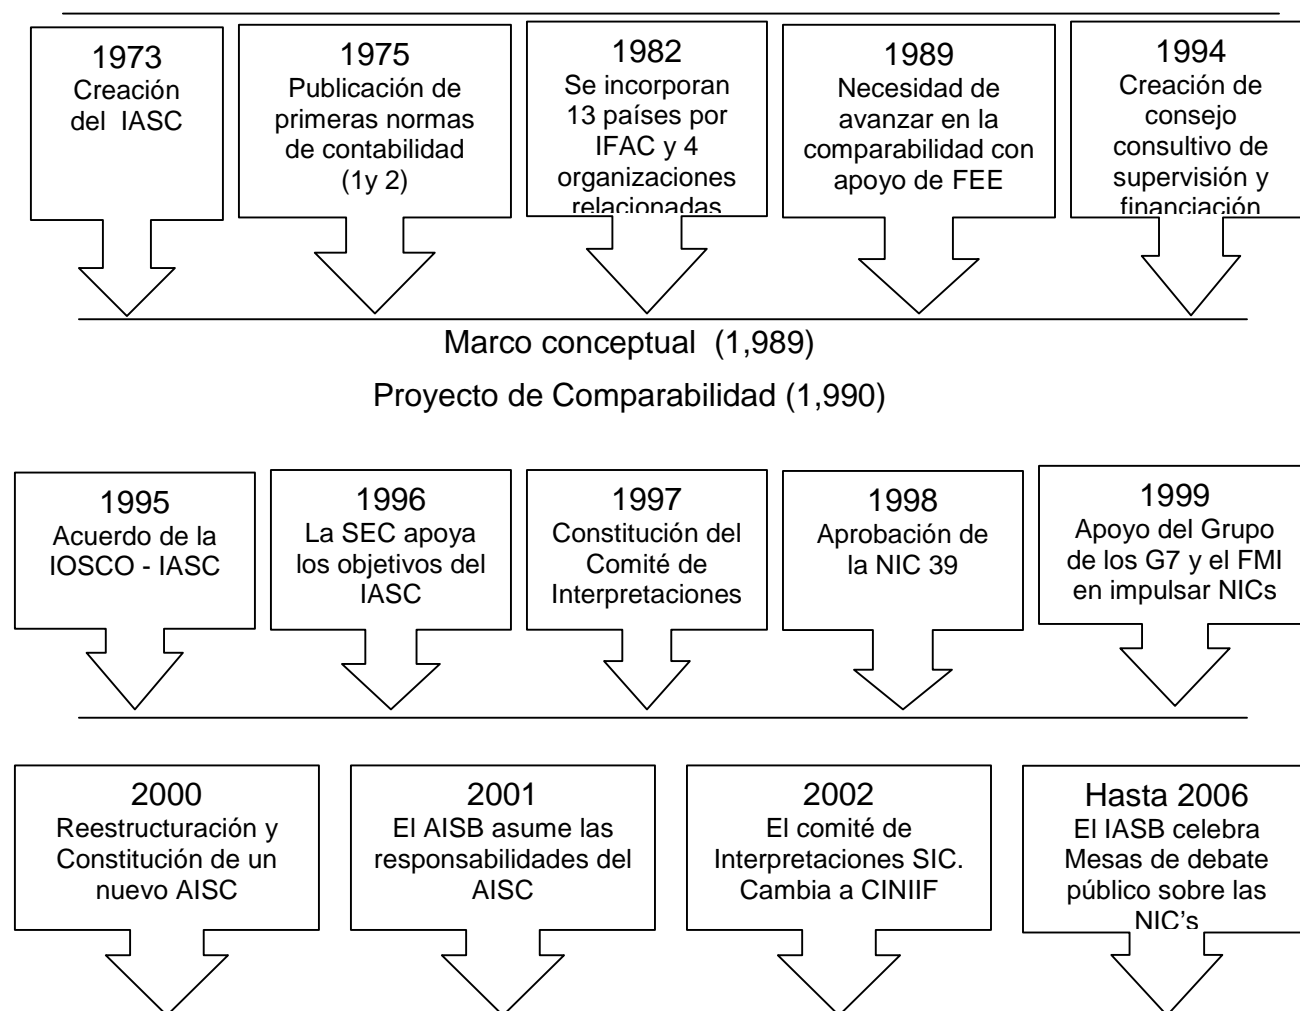 1973
Creación
del IASC
1975
Publicación de
primeras normas
de contabilidad
(1y 2)
1982
Se incorporan
13 países por
IFAC y 4
organizaciones
relacionadas
1989
Necesidad de
avanzar en la
comparabilidad con
apoyo de FEE
1994
Creación de
consejo
consultivo de
supervisión y
financiación
Marco conceptual (1,989)
Proyecto de Comparabilidad (1,990)
1995
Acuerdo de la
IOSCO - IASC
1996
La SEC apoya
los objetivos del
IASC
1997
Constitución del
Comité de
Interpretaciones
1998
Aprobación de
la NIC 39
1999
Apoyo del Grupo
de los G7 y el FMI
en impulsar NICs
2000
Reestructuración y
Constitución de un
nuevo AISC
2001
El AISB asume las
responsabilidades del
AISC
2002
El comité de
Interpretaciones SIC.
Cambia a CINIIF
Hasta 2006
El IASB celebra
Mesas de debate
público sobre las
NIC's